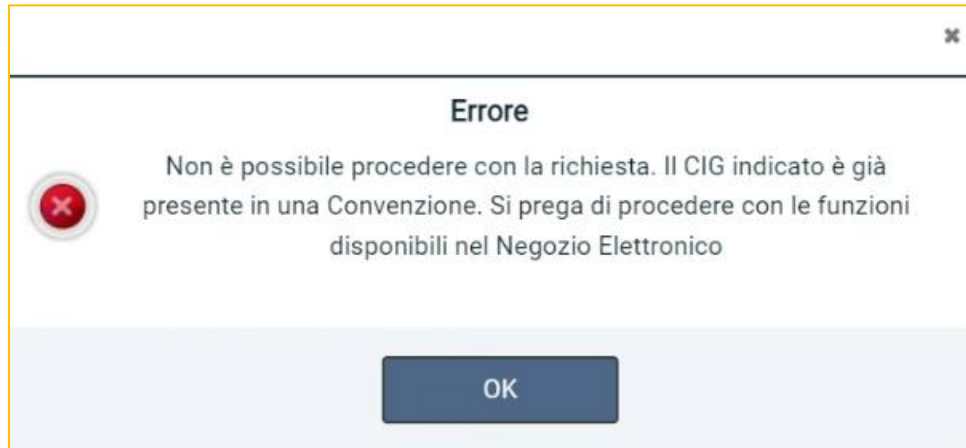 Errore
Non è possibile procedere con la richiesta. Il CIG indicato è già
presente in una Convenzione. Si prega di procedere con le funzioni
disponibili nel Negozio Elettronico
OK